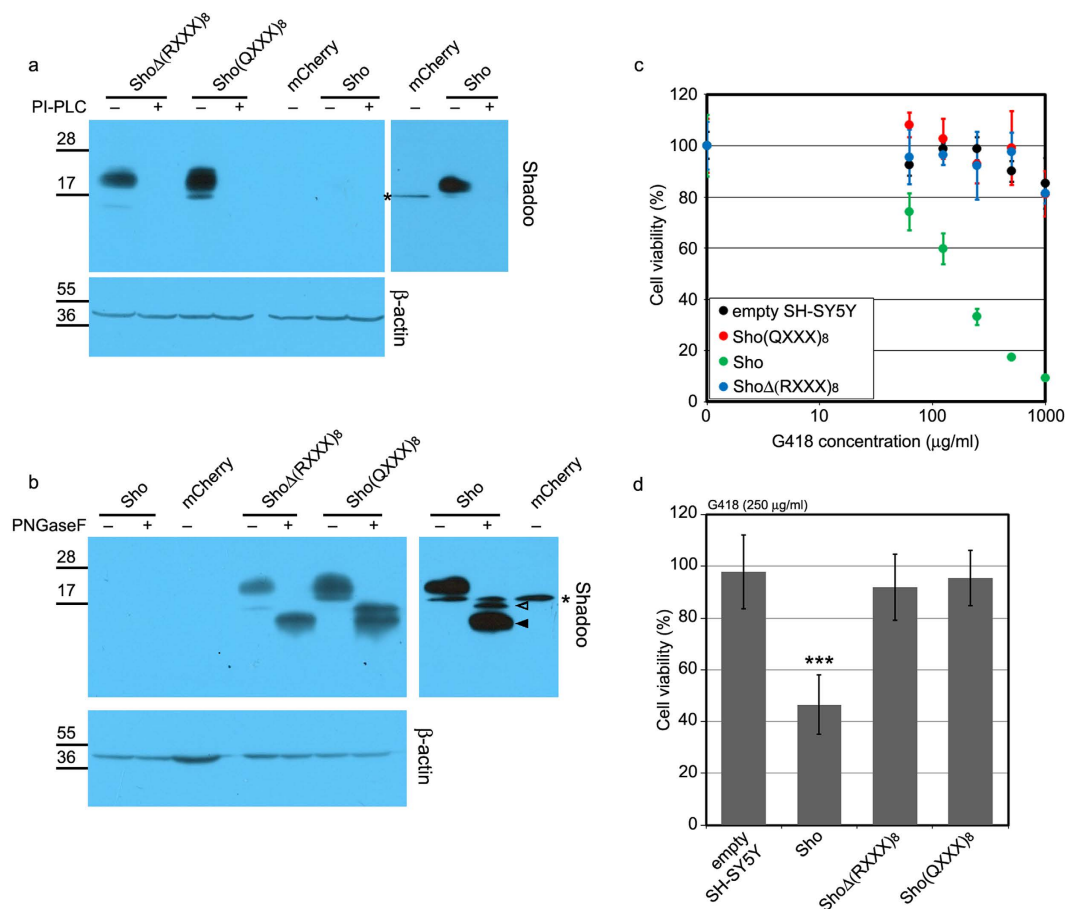 a
ShoΔ(RXXX)8 Sho(QXXX)8 mCherry Sho mCherry Sho
PI-PLC – + – + – – + – – +
28
17
*
Shadoo
55
36
β-actin
b
Sho mCherry ShoΔ(RXXX)8 Sho(QXXX)8 Sho mCherry
PNGaseF – + – – + – + – + –
28
17
*
Shadoo
55
36
β-actin
c
120
100
80
60
40
20
0
Cell viability (%)
empty SH-SY5Y
Sho(QXXX)8
Sho
ShoΔ(RXXX)8
0 10 100 1000
G418 concentration (μg/ml)
d
G418 (250 μg/ml)
120
100
80
60
40
20
0
Cell viability (%)
***
empty
SH-SY5Y
Sho
ShoΔ(RXXX)8
Sho(QXXX)8